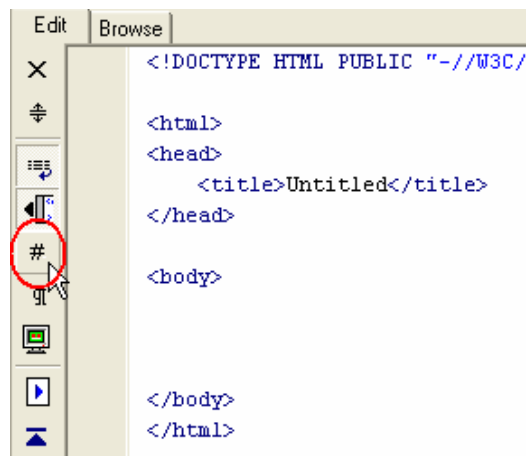 Edit Browse
<!DOCTYPE HTML PUBLIC "-//W3C/
<html>
<head>
<title>Untitled</title>
</head>
#
<body>
¶
</body>
</html>